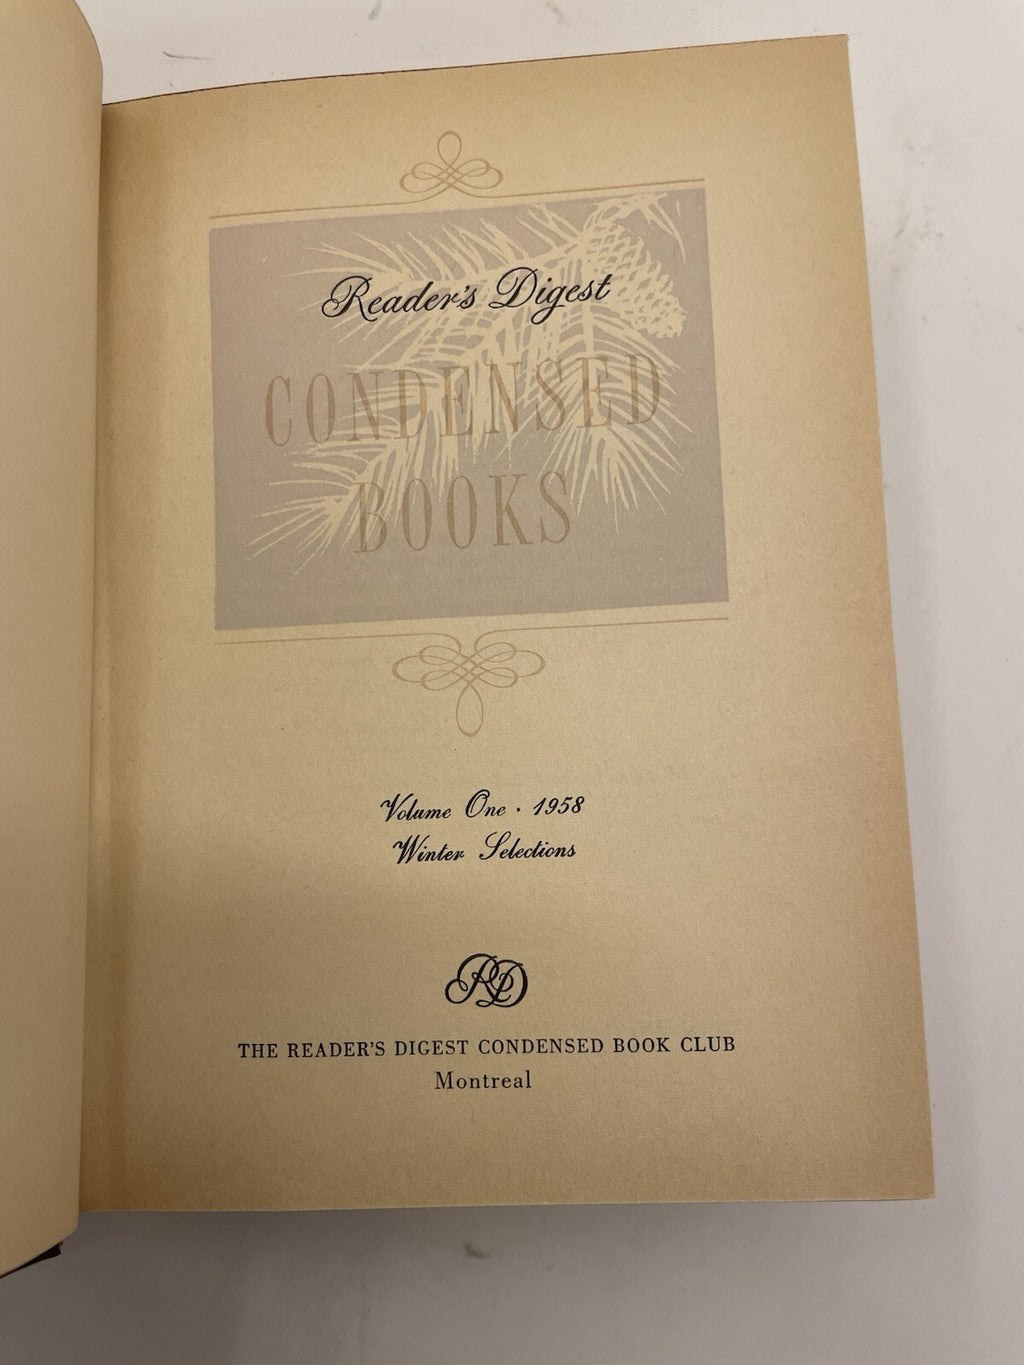 Reader's Digest
CONDENSED
BOOKS
Volume One · 1958
Winter Selections
RD
THE READER'S DIGEST CONDENSED BOOK CLUB
Montreal